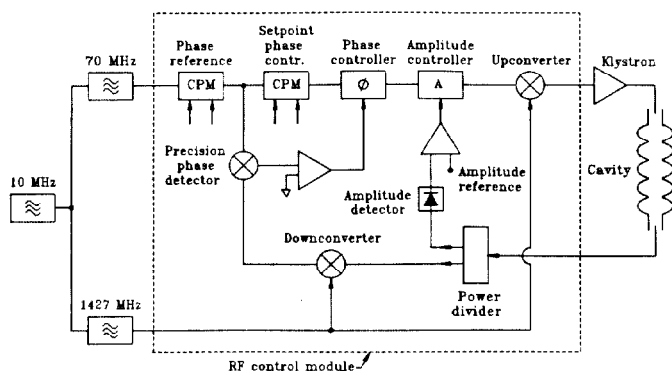 70 MHz
Phase
reference
CPM
Setpoint
phase
contr.
CPM
Phase
controller
Ø
Amplitude
controller
A
Upconverter
Klystron
Precision
phase
detector
Amplitude
reference
Amplitude
detector
Cavity
10 MHz
Downconverter
Power
divider
1427 MHz
RF control module